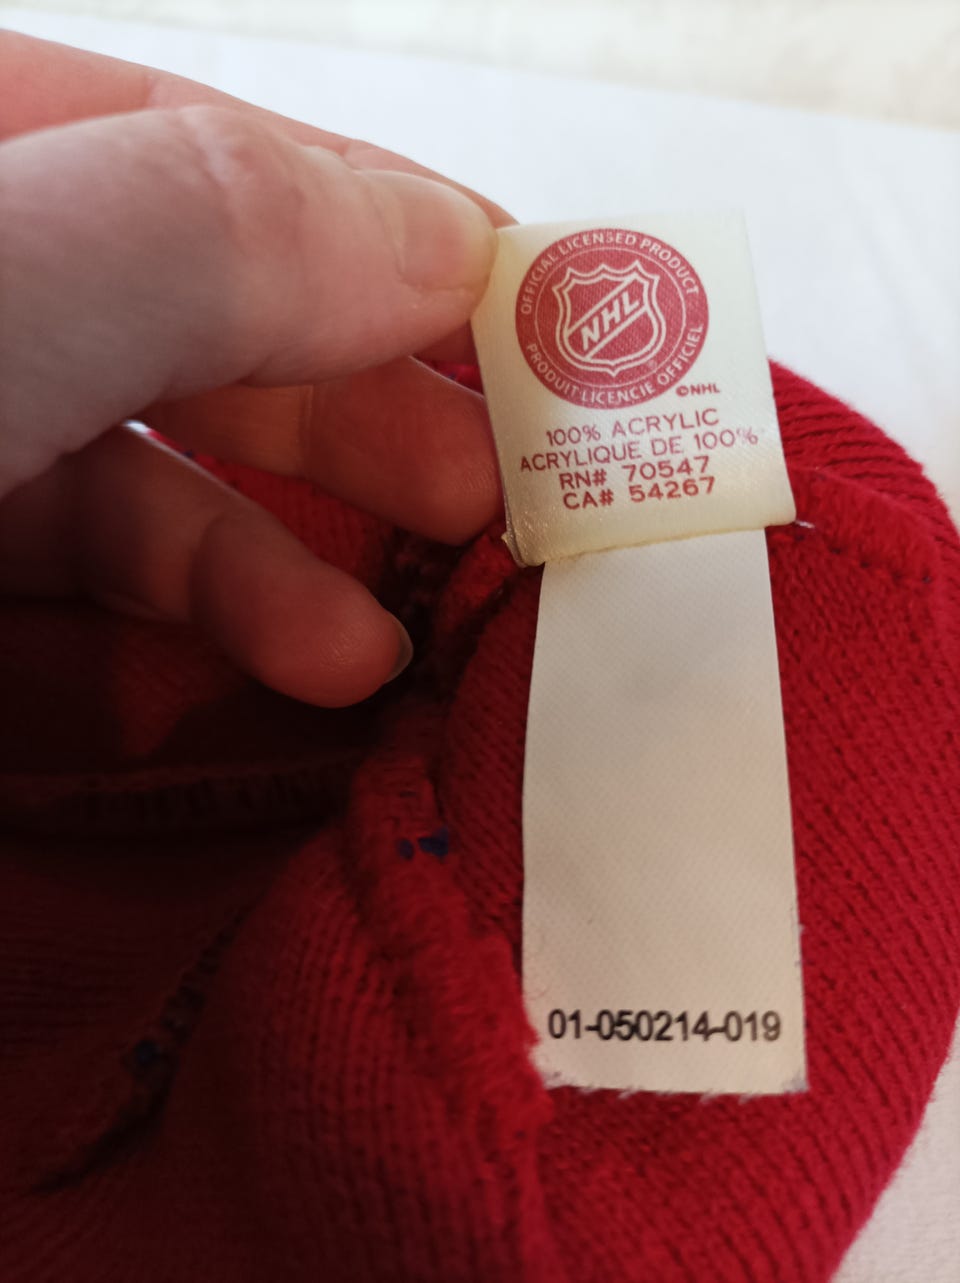 OFFICIAL LICENSED PRODUCT
NHL
PRODUIT LICENCIE OFFICIEL
©NHL
100% ACRYLIC
ACRYLIQUE DE 100%
RN# 70547
CA# 54267
01-050214-019